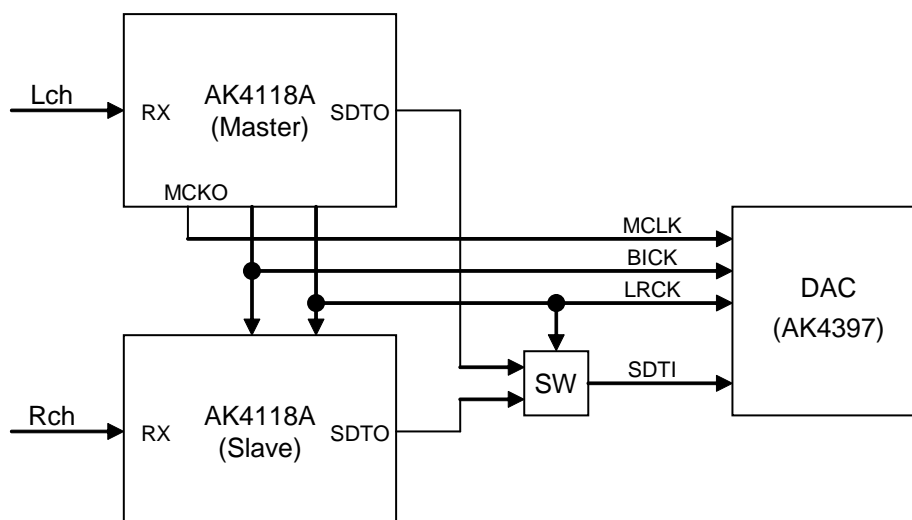 Lch
RX
AK4118A
(Master)
SDTO
MCKO
MCLK
BICK
LRCK
DAC
(AK4397)
SW
SDTI
Rch
RX
AK4118A
(Slave)
SDTO